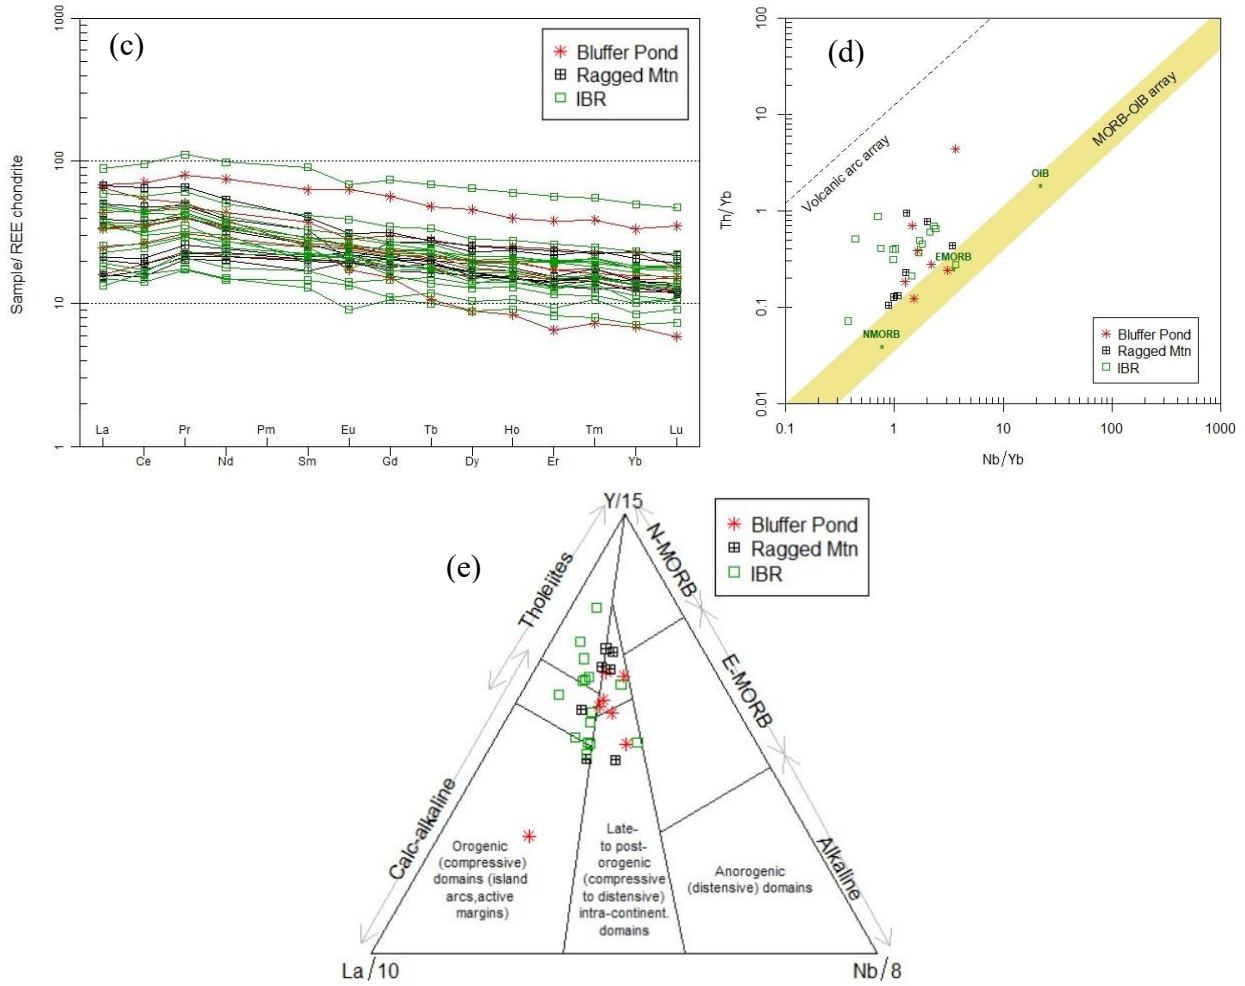 (c)
1000
100
10
1
Sample/ REE chondrite
Bluffer Pond
Ragged Mtn
IBR
La
Pr
Pm
Eu
Tb
Ho
Tm
Lu
Ce
Nd
Sm
Gd
Dy
Er
Yb
(d)
100
10
1
0.1
0.01
Th/Yb
Volcanic arc array
MORB-OIB array
OIB
EMORB
NMORB
Bluffer Pond
Ragged Mtn
IBR
0.1
1
10
100
1000
Nb/Yb
(e)
Y/15
Bluffer Pond
Ragged Mtn
IBR
Tholeiites
N-MORB
E-MORB
Calc-alkaline
Alkaline
Orogenic
(compressive)
domains (island
arcs,active
margins)
Late-
to post-
orogenic
(compressive
to distensive)
intra-continent.
domains
Anorogenic
(distensive) domains
La/10
Nb/8